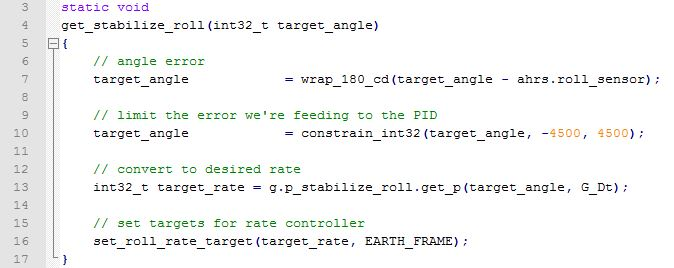 3 static void
4 get_stabilize_roll(int32_t target_angle)
5 {
6 // angle error
7 target_angle = wrap_180_cd(target_angle - ahrs.roll_sensor);
8
9 // limit the error we're feeding to the PID
10 target_angle = constrain_int32(target_angle, -4500, 4500);
11
12 // convert to desired rate
13 int32_t target_rate = g.p_stabilize_roll.get_p(target_angle, G_Dt);
14
15 // set targets for rate controller
16 set_roll_rate_target(target_rate, EARTH_FRAME);
17 }